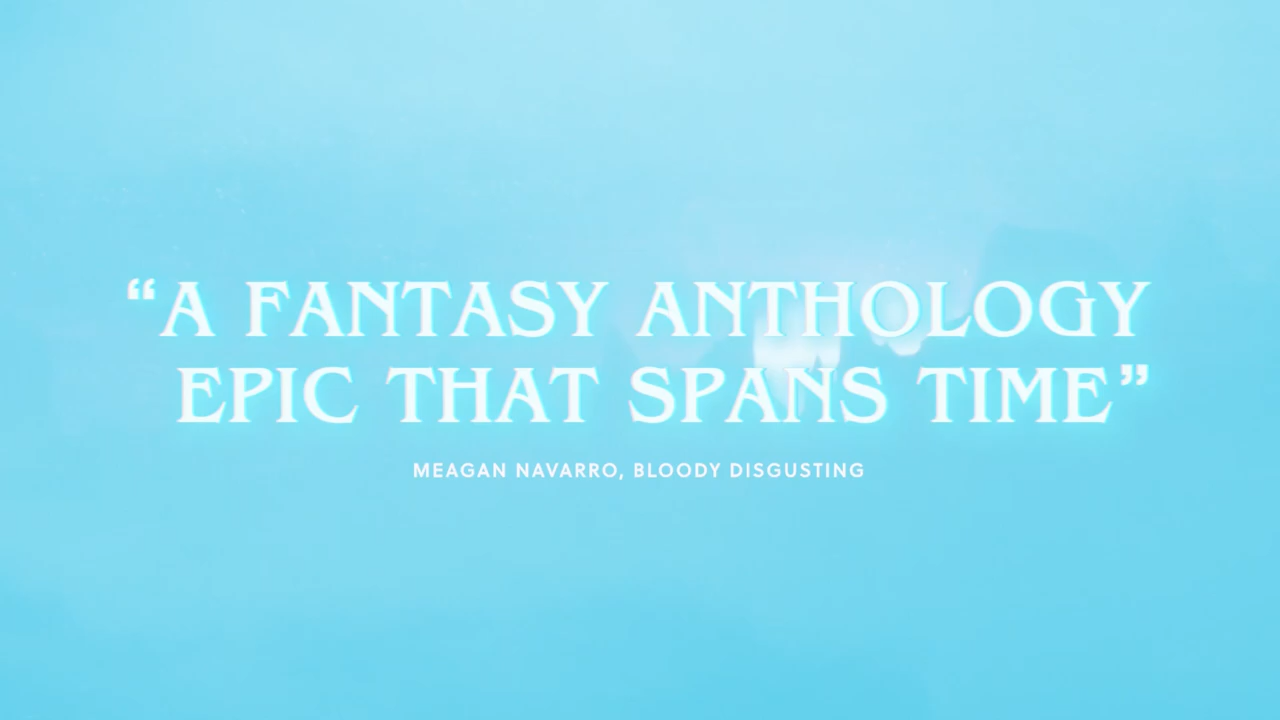 “A FANTASY ANTHOLOGY
EPIC THAT SPANS TIME”
MEAGAN NAVARRO, BLOODY DISGUSTING